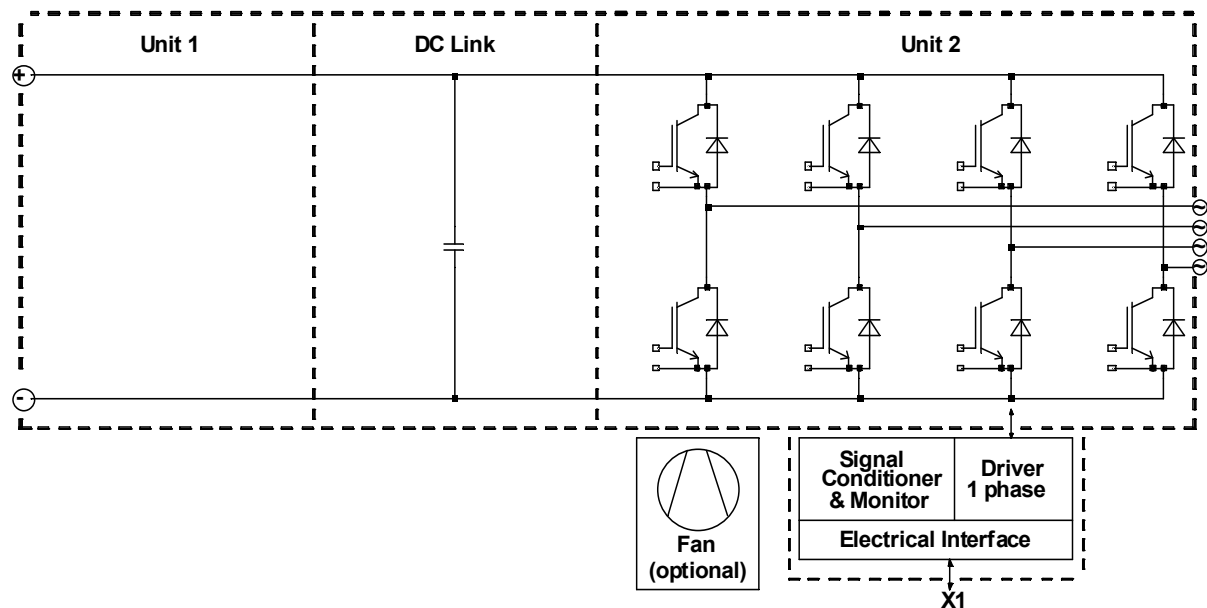 Unit 1
DC Link
Unit 2
+
~
~
~
~
-
Signal
Conditioner
& Monitor
Driver
1 phase
Electrical Interface
Fan
(optional)
X1